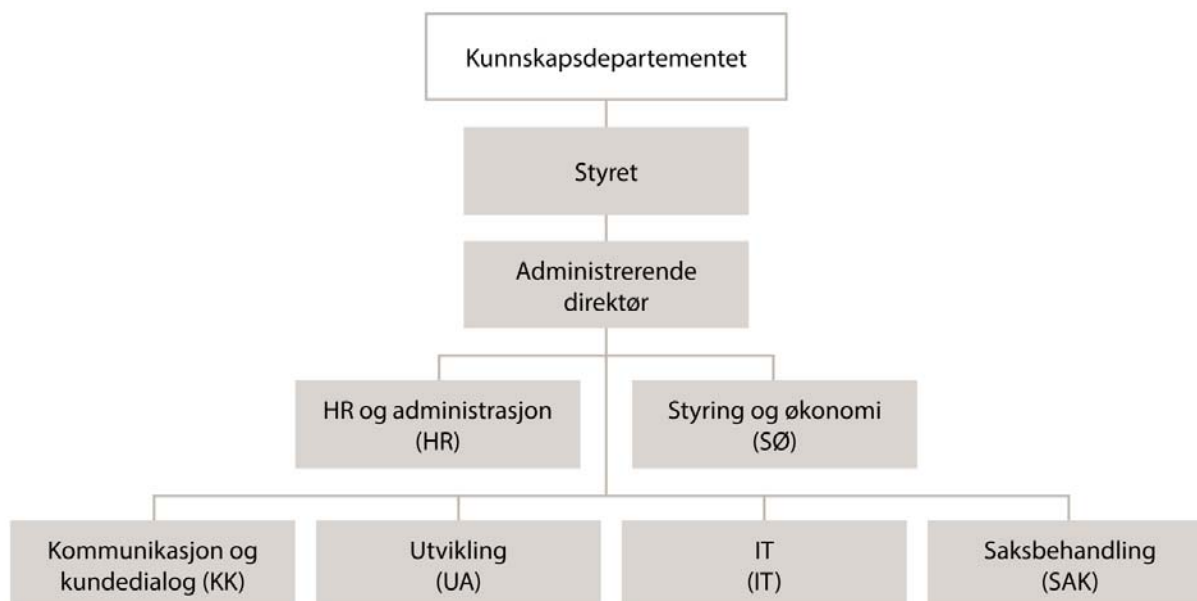 Kunnskapsdepartementet
Styret
Administrerende
direktør
HR og administrasjon
(HR)
Styring og økonomi
(SØ)
Kommunikasjon og
kundedialog (KK)
Utvikling
(UA)
IT
(IT)
Saksbehandling
(SAK)